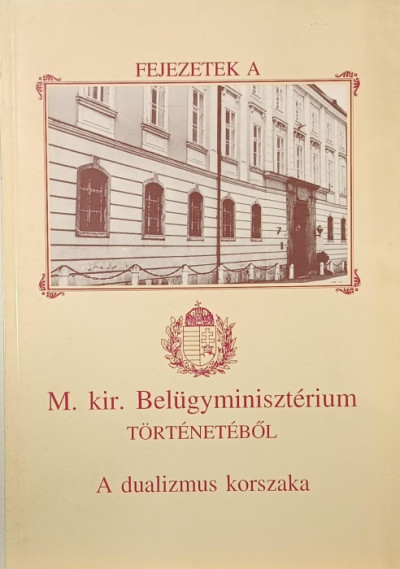 FEJEZETEK A
M. kir. Belügyminisztérium
TÖRTÉNETÉBŐL
A dualizmus korszaka